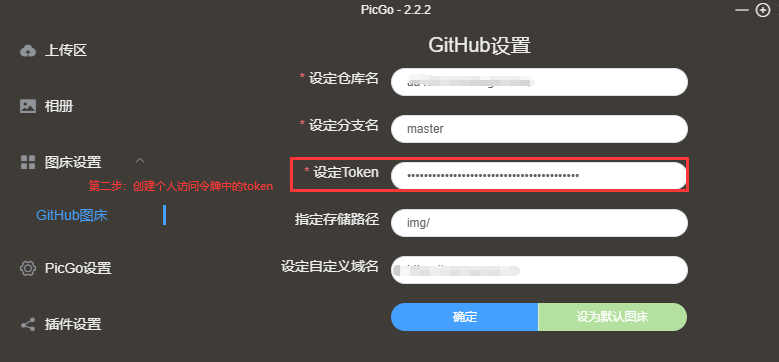 PicGo - 2.2.2
上传区
相册
图床设置
第二步：创建个人访问令牌中的token
GitHub图床
PicGo设置
插件设置
GitHub设置
* 设定仓库名
* 设定分支名
master
* 设定Token
指定存储路径
img/
设定自定义域名
确定
设为默认图床